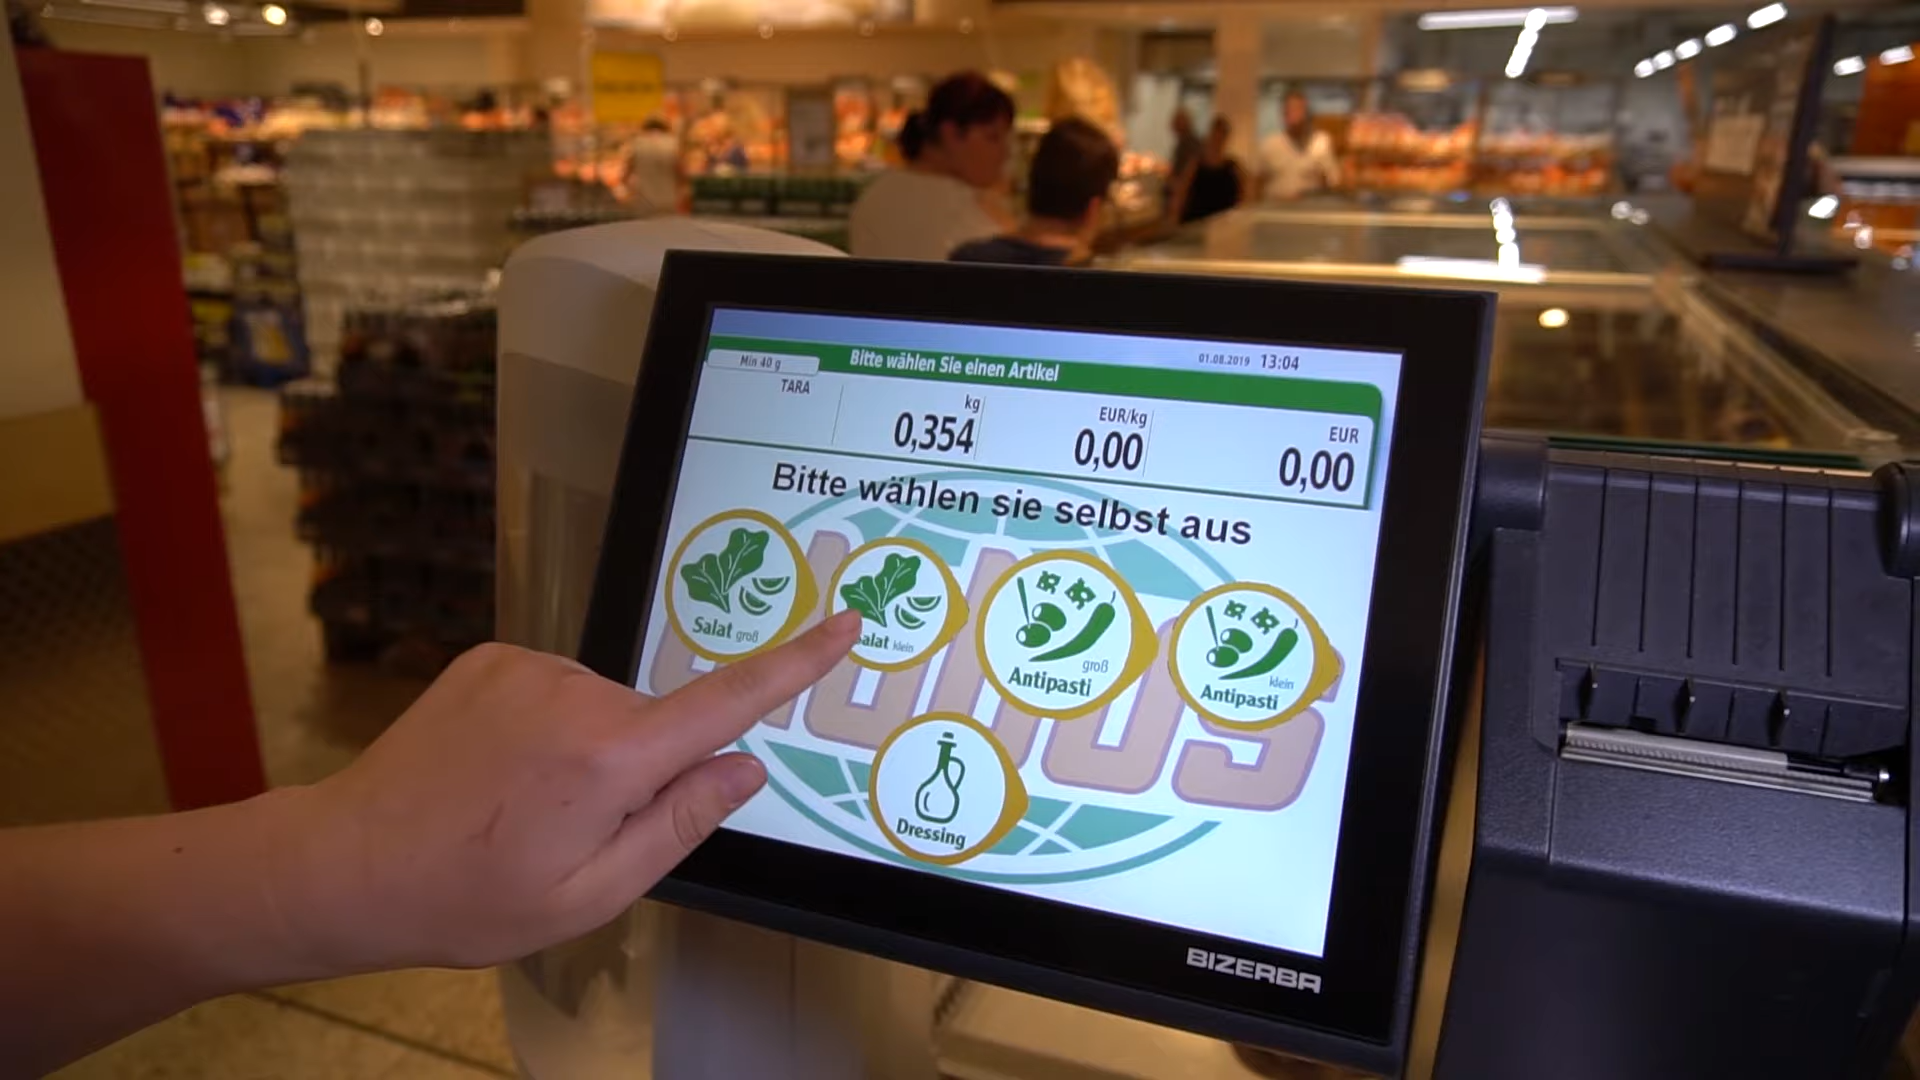 01.08.2019 13:04
Min 40 g
Bitte wählen Sie einen Artikel
TARA
kg
0,354
EUR/kg
0,00
EUR
0,00
Bitte wählen sie selbst aus
Salat groß
Salat klein
groß
Antipasti
klein
Antipasti
Dressing
globus
BIZERBA